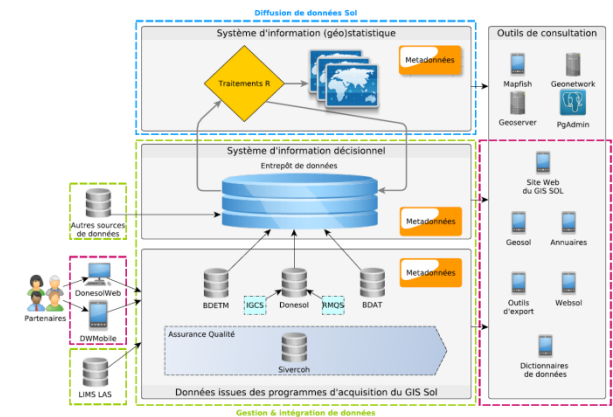 Diffusion de données Sol
Système d'information (géo)statistique
Traitements R
Metadonnées
Outils de consultation
Mapfish
Geonetwork
Geoserver
PgAdmin
Système d'information décisionnel
Entrepôt de données
Metadonnées
Autres sources
de données
Site Web
du GIS SOL
Geosol
Annuaires
Outils
d'export
Websol
Dictionnaires
de données
Partenaires
DonesolWeb
DWMobile
LIMS LAS
Metadonnées
BDETM
IGCS
Donesol
RMQS
BDAT
Assurance Qualité
Sivercoh
Données issues des programmes d'acquisition du GIS Sol
Gestion & intégration de données